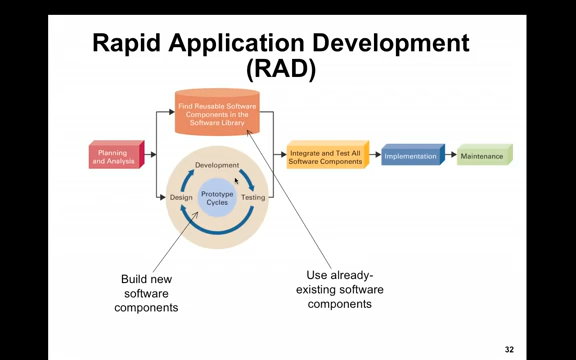 Rapid Application Development
(RAD)
Find Reusable Software
Components in the
Software Library
Planning
and Analysis
Development
Design
Prototype
Cycles
Testing
Integrate and Test All
Software Components
Implementation
Maintenance
Build new
software
components
Use already-
existing software
components
32